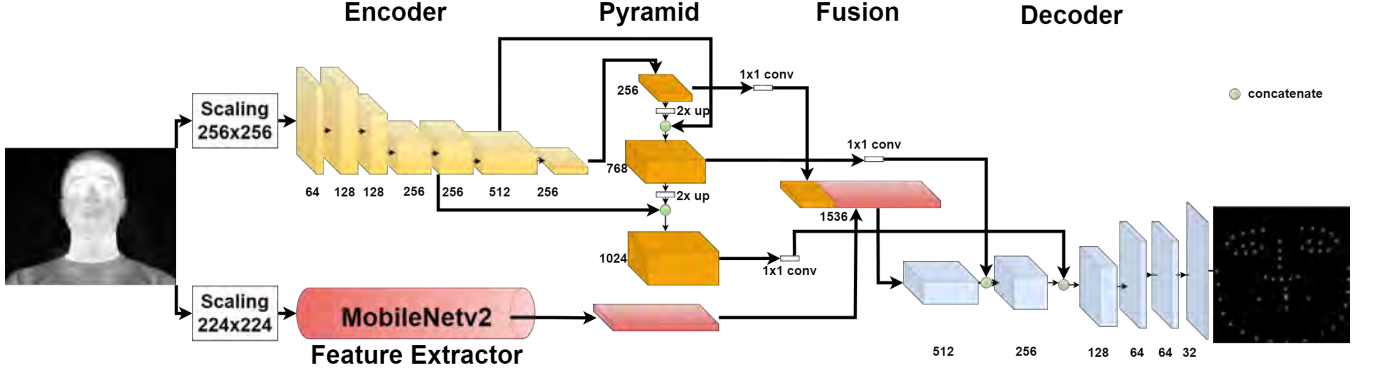 Encoder
Pyramid
Fusion
Decoder
Scaling
256x256
64
128
128
256
256
512
256
256
2x up
768
2x up
1024
1x1 conv
1x1 conv
1x1 conv
1536
concatenate
Scaling
224x224
MobileNetv2
Feature Extractor
512
256
128
64
64
32